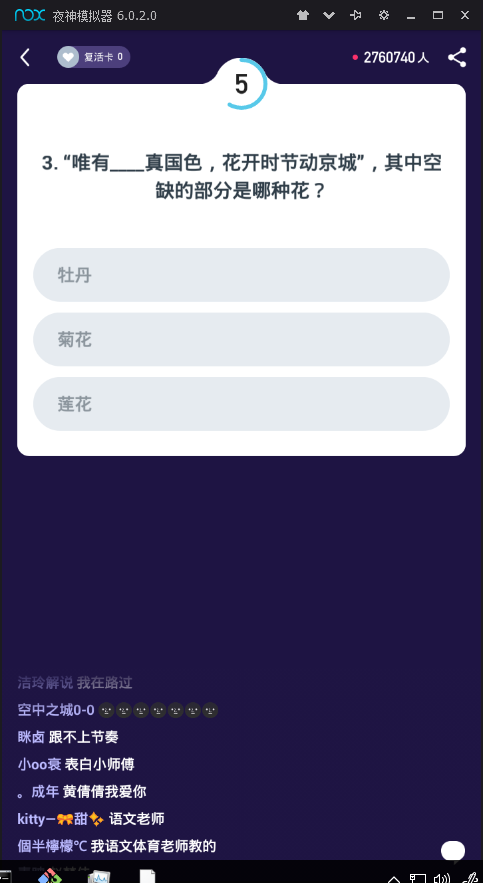 nox 夜神模拟器 6.0.2.0
复活卡 0
2760740 人
5
3. “唯有____真国色，花开时节动京城”，其中空
缺的部分是哪种花？
牡丹
菊花
莲花
洁玲解说 我在路过
空中之城0-0
眯卤 跟不上节奏
小oo衰 表白小师傅
。成年 黄倩倩我爱你
kitty—🎀甜✨ 语文老师
個半檸檬℃ 我语文体育老师教的